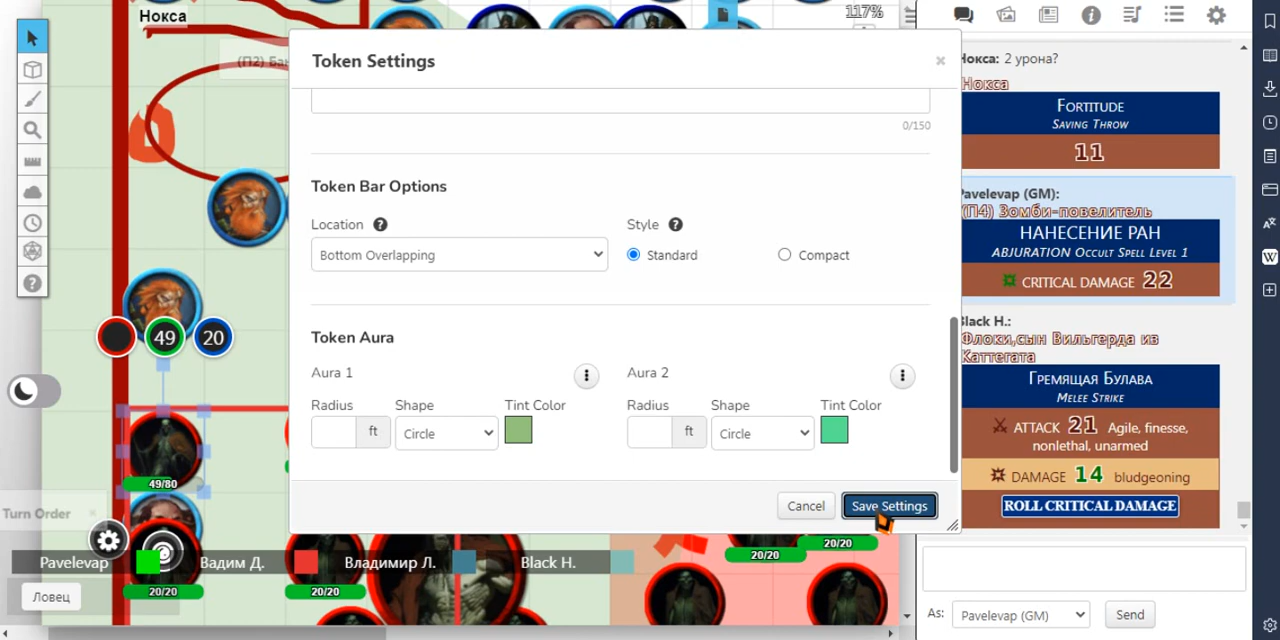 Нокса
117%
(П2) Ба
Token Settings
0/150
Token Bar Options
Location
Style
Bottom Overlapping
Standard
Compact
Token Aura
Aura 1
Aura 2
Radius
Shape
Tint Color
Radius
Shape
Tint Color
ft
Circle
ft
Circle
Cancel
Save Settings
49
20
49/80
Turn Order
Pavelevap
Вадим Д.
Владимир Л.
Black H.
20/20
20/20
20/20
20/20
Ловец
Нокса: 2 урона?
Нокса
FORTITUDE
SAVING THROW
11
Pavelevap (GM):
(П4) Зомби-повелитель
НАНЕСЕНИЕ РАН
ABJURATION OCCULT SPELL LEVEL 1
CRITICAL DAMAGE 22
Black H.:
Флоки,сын Вильгерда из
Каттегата
ГРЕМЯЩАЯ БУЛАВА
MELEE STRIKE
ATTACK 21 Agile, finesse,
nonlethal, unarmed
DAMAGE 14 bludgeoning
ROLL CRITICAL DAMAGE
As:
Pavelevap (GM)
Send